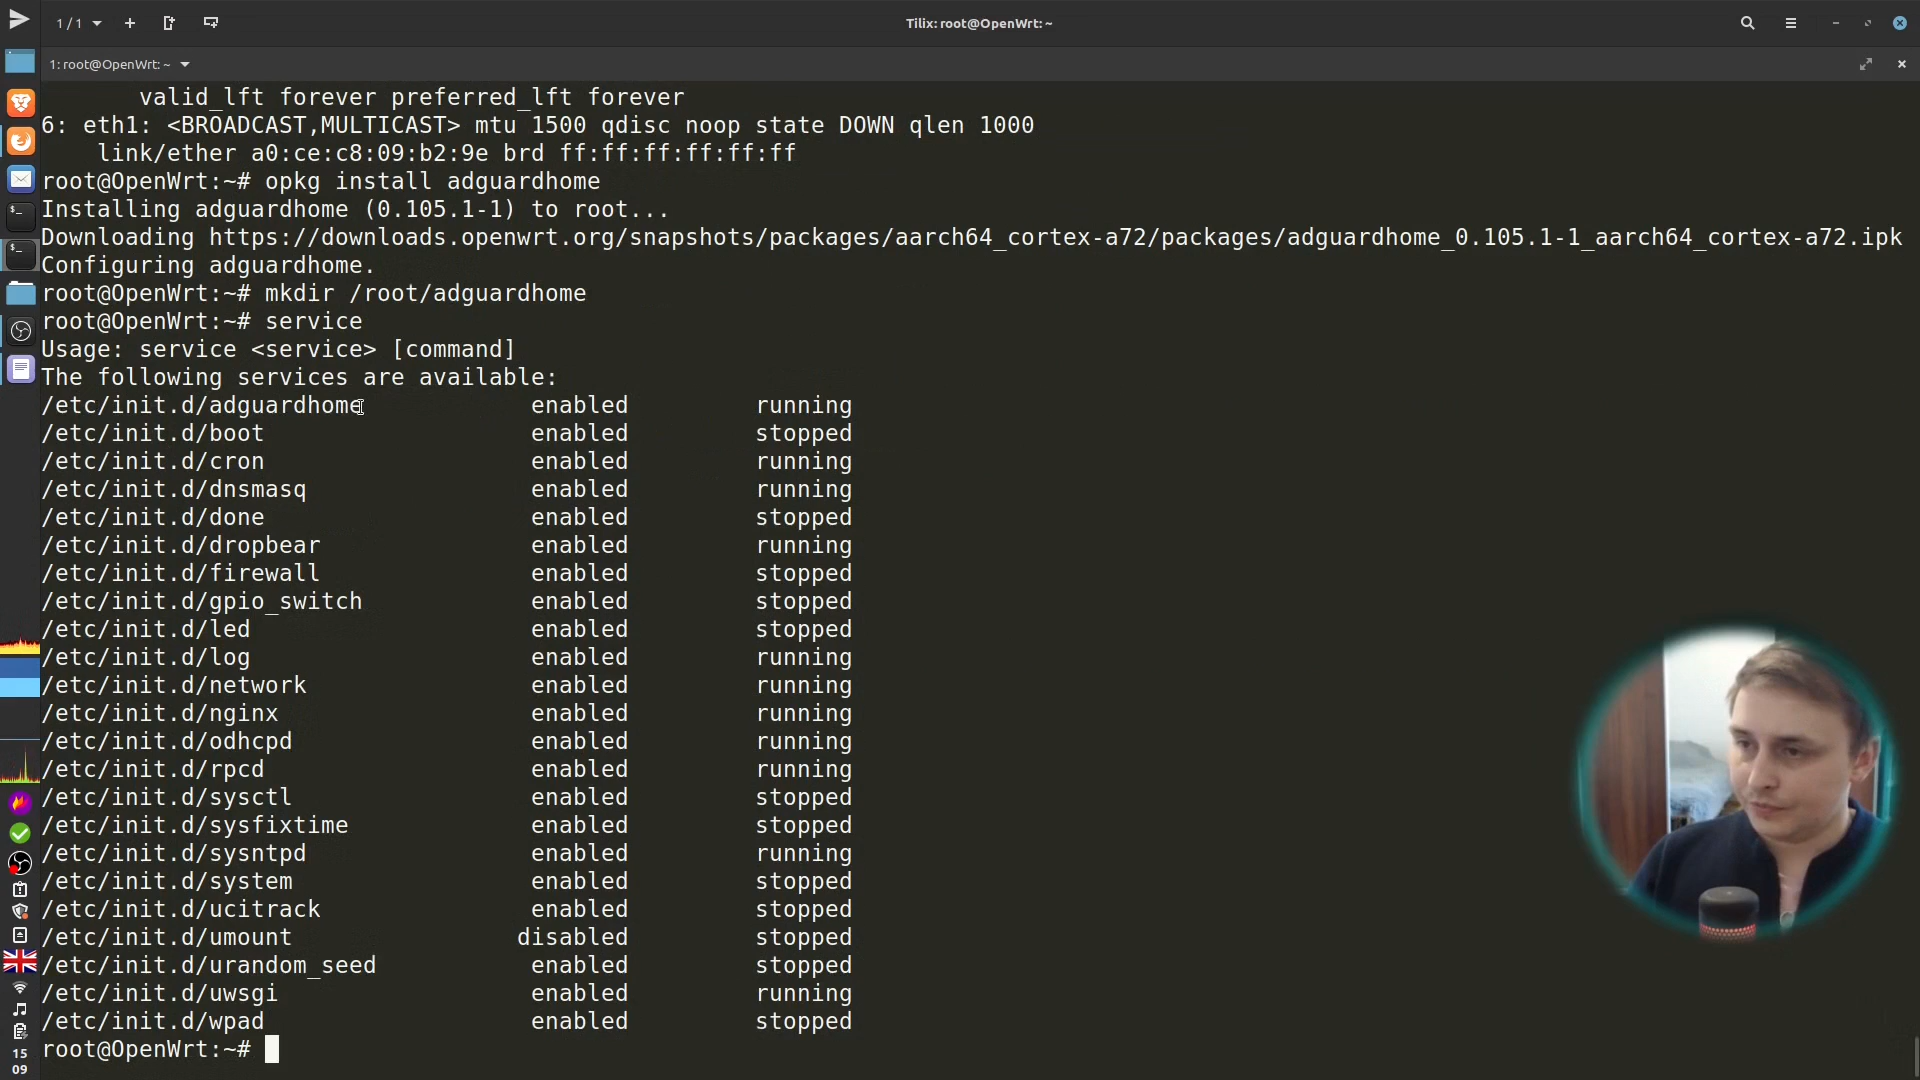 1 / 1
Tilix: root@OpenWrt: ~
1: root@OpenWrt: ~
valid_lft forever preferred_lft forever
6: eth1: <BROADCAST,MULTICAST> mtu 1500 qdisc noop state DOWN qlen 1000
link/ether a0:ce:c8:09:b2:9e brd ff:ff:ff:ff:ff:ff
root@OpenWrt:~# opkg install adguardhome
Installing adguardhome (0.105.1-1) to root...
Downloading https://downloads.openwrt.org/snapshots/packages/aarch64_cortex-a72/packages/adguardhome_0.105.1-1_aarch64_cortex-a72.ipk
Configuring adguardhome.
root@OpenWrt:~# mkdir /root/adguardhome
root@OpenWrt:~# service
Usage: service <service> [command]
The following services are available:
/etc/init.d/adguardhome enabled running
/etc/init.d/boot enabled stopped
/etc/init.d/cron enabled running
/etc/init.d/dnsmasq enabled running
/etc/init.d/done enabled stopped
/etc/init.d/dropbear enabled running
/etc/init.d/firewall enabled stopped
/etc/init.d/gpio_switch enabled stopped
/etc/init.d/led enabled stopped
/etc/init.d/log enabled running
/etc/init.d/network enabled running
/etc/init.d/nginx enabled running
/etc/init.d/odhcpd enabled running
/etc/init.d/rpcd enabled running
/etc/init.d/sysctl enabled stopped
/etc/init.d/sysfixtime enabled stopped
/etc/init.d/sysntpd enabled running
/etc/init.d/system enabled stopped
/etc/init.d/ucitrack enabled stopped
/etc/init.d/umount disabled stopped
/etc/init.d/urandom_seed enabled stopped
/etc/init.d/uwsgi enabled running
/etc/init.d/wpad enabled stopped
root@OpenWrt:~#
15
09